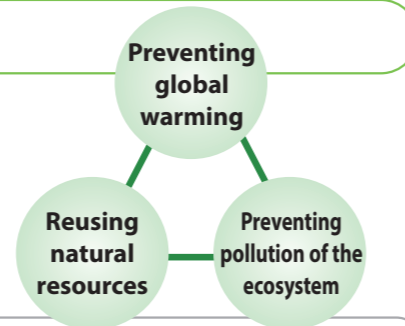 Preventing
global
warming
Reusing
natural
resources
Preventing
pollution of the
ecosystem